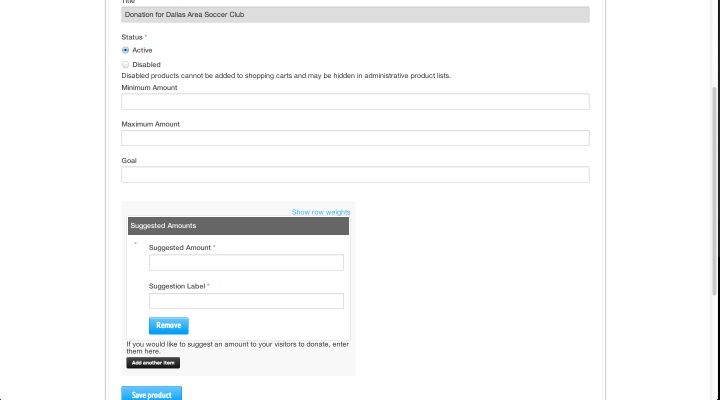 Title
Donation for Dallas Area Soccer Club
Status *
Active
Disabled
Disabled products cannot be added to shopping carts and may be hidden in administrative product lists.
Minimum Amount
Maximum Amount
Goal
Show row weights
Suggested Amounts
Suggested Amount *
Suggestion Label *
Remove
If you would like to suggest an amount to your visitors to donate, enter
them here.
Add another item
Save product